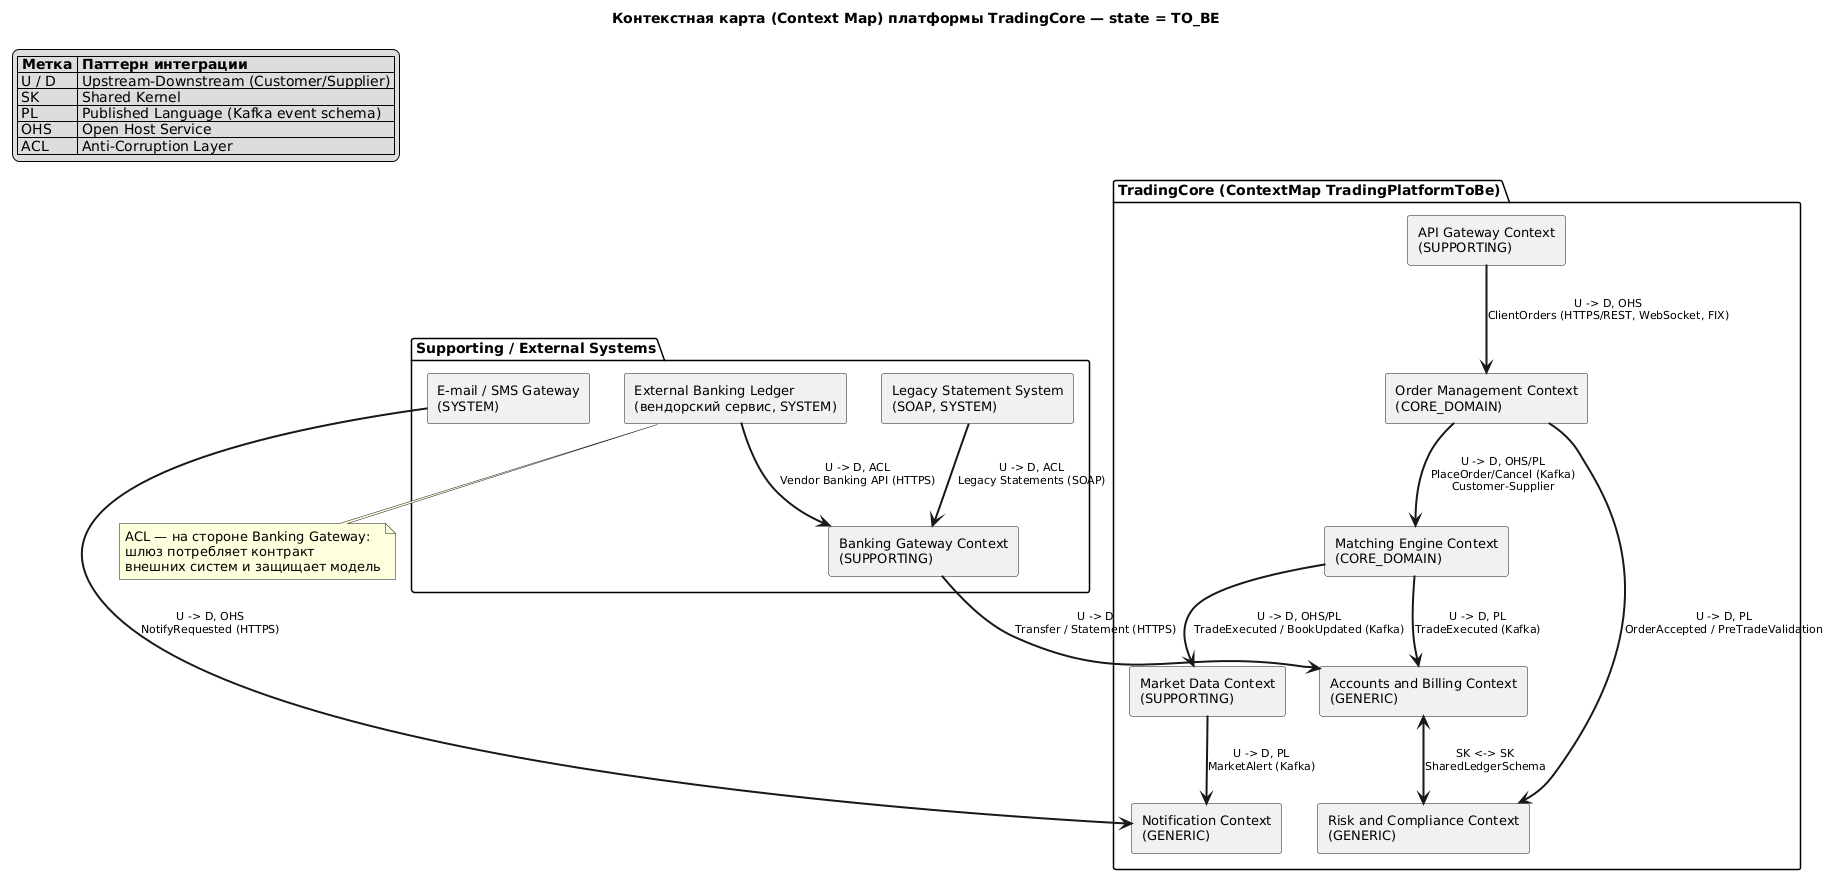 Контекстная карта (Context Map) платформы TradingCore — state = TO_BE
Метка Паттерн интеграции
U / D Upstream-Downstream (Customer/Supplier)
SK Shared Kernel
PL Published Language (Kafka event schema)
OHS Open Host Service
ACL Anti-Corruption Layer
TradingCore (ContextMap TradingPlatformToBe)
API Gateway Context
(SUPPORTING)
U -> D, OHS
ClientOrders (HTTPS/REST, WebSocket, FIX)
Supporting / External Systems
E-mail / SMS Gateway
(SYSTEM)
External Banking Ledger
(вендорский сервис, SYSTEM)
Legacy Statement System
(SOAP, SYSTEM)
Order Management Context
(CORE_DOMAIN)
U -> D, ACL
Vendor Banking API (HTTPS)
U -> D, ACL
Legacy Statements (SOAP)
U -> D, OHS/PL
PlaceOrder/Cancel (Kafka)
Customer-Supplier
ACL — на стороне Banking Gateway:
шлюз потребляет контракт
внешних систем и защищает модель
Banking Gateway Context
(SUPPORTING)
Matching Engine Context
(CORE_DOMAIN)
U -> D, OHS
NotifyRequested (HTTPS)
U -> D
Transfer / Statement (HTTPS)
U -> D, OHS/PL
TradeExecuted / BookUpdated (Kafka)
U -> D, PL
TradeExecuted (Kafka)
U -> D, PL
OrderAccepted / PreTradeValidation
Market Data Context
(SUPPORTING)
Accounts and Billing Context
(GENERIC)
U -> D, PL
MarketAlert (Kafka)
SK <-> SK
SharedLedgerSchema
Notification Context
(GENERIC)
Risk and Compliance Context
(GENERIC)